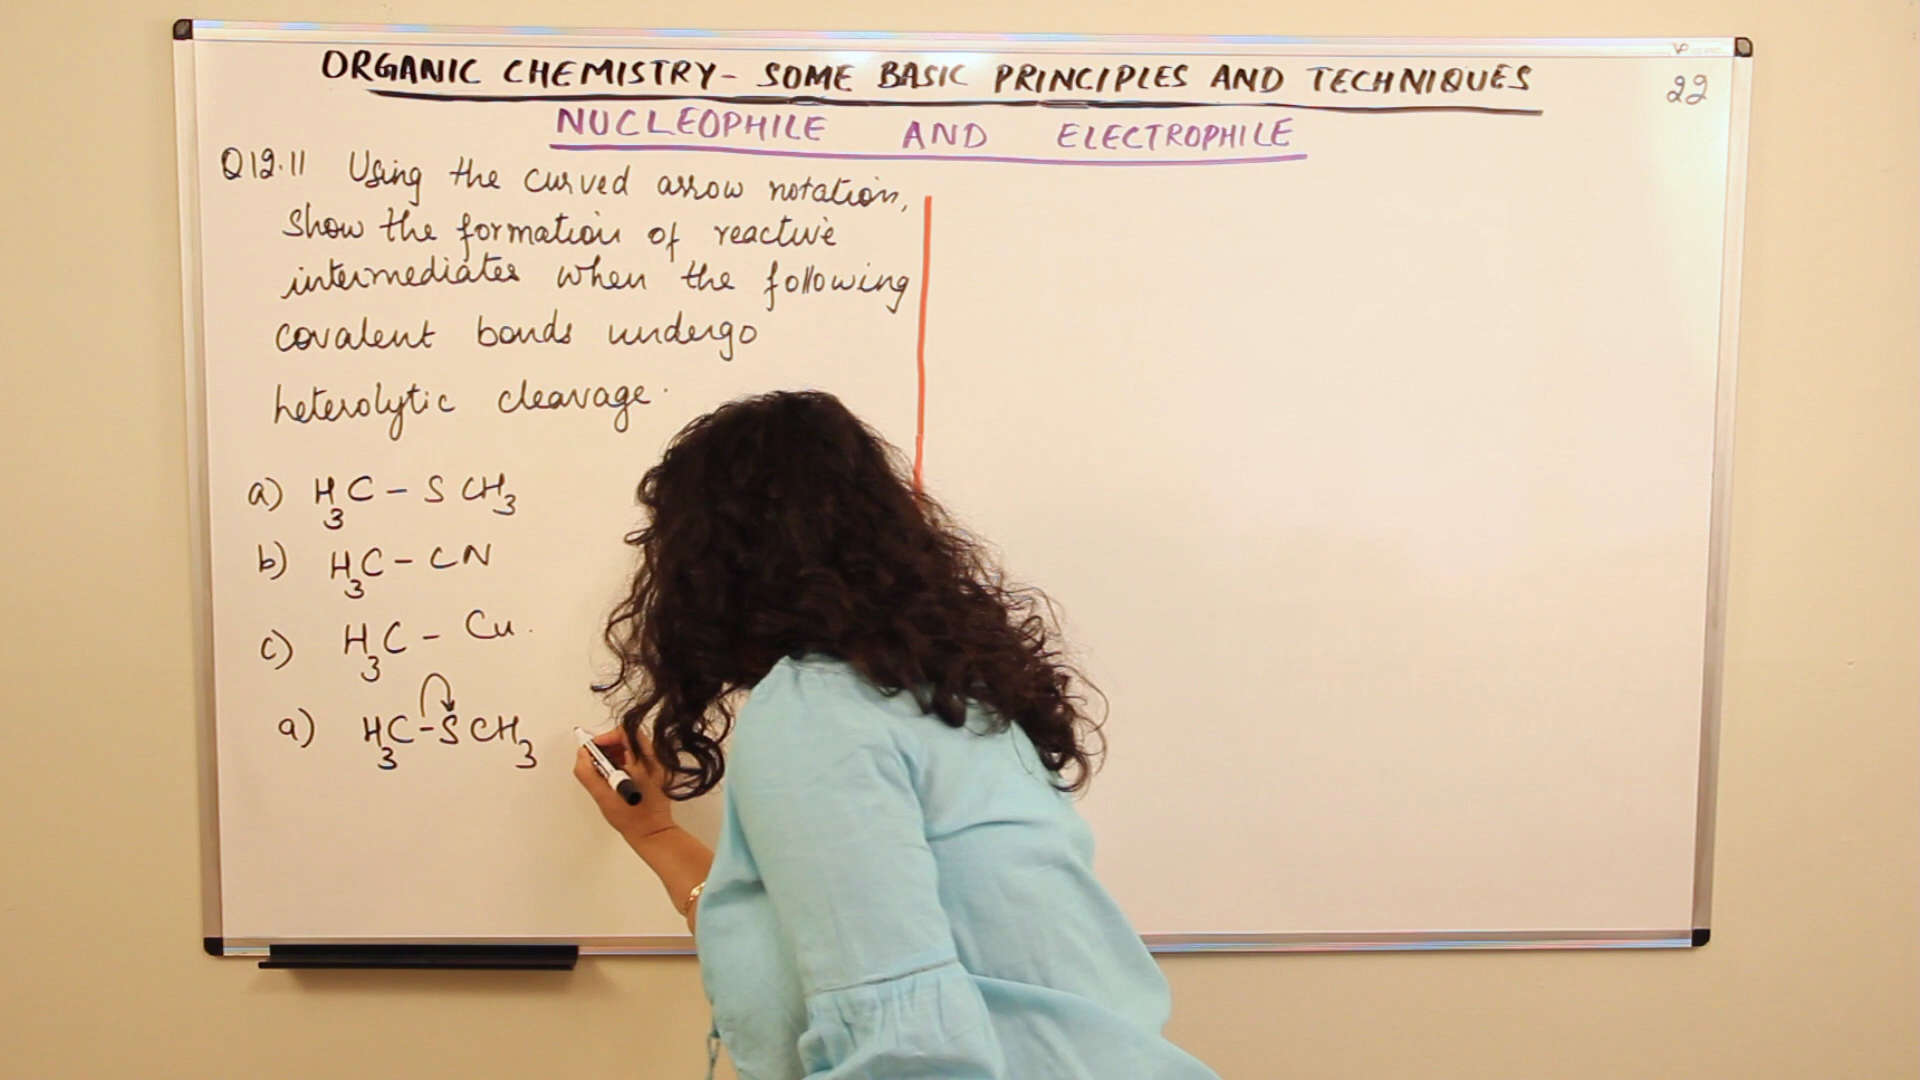 ORGANIC CHEMISTRY- SOME BASIC PRINCIPLES AND TECHNIQUES
22
NUCLEOPHILE AND ELECTROPHILE
Q12.11 Using the curved arrow notation,
Show the formation of reactive
intermediates when the following
covalent bonds undergo
heterolytic cleavage.
a) H3C - SCH3
b) H3C - CN
c) H3C - Cu.
a) H3C-SCH3